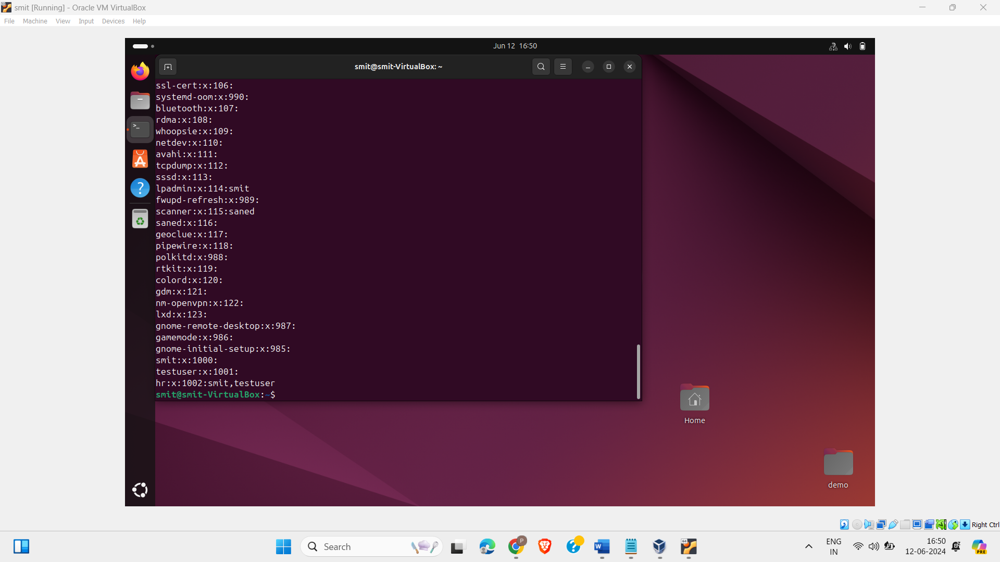 smit [Running] - Oracle VM VirtualBox
File Machine View Input Devices Help
Jun 12 16:50
smit@smit-VirtualBox: ~
ssl-cert:x:106:
systemd-oom:x:990:
bluetooth:x:107:
rdma:x:108:
whoopsie:x:109:
netdev:x:110:
avahi:x:111:
tcpdump:x:112:
sssd:x:113:
lpadmin:x:114:smit
fwupd-refresh:x:989:
scanner:x:115:saned
saned:x:116:
geoclue:x:117:
pipewire:x:118:
polkitd:x:988:
rtkit:x:119:
colord:x:120:
gdm:x:121:
nm-openvpn:x:122:
lxd:x:123:
gnome-remote-desktop:x:987:
gamemode:x:986:
gnome-initial-setup:x:985:
smit:x:1000:
testuser:x:1001:
hr:x:1002:smit,testuser
smit@smit-VirtualBox:~$
Home
demo
Right Ctrl
Search
ENG
IN
16:50
12-06-2024
PRE